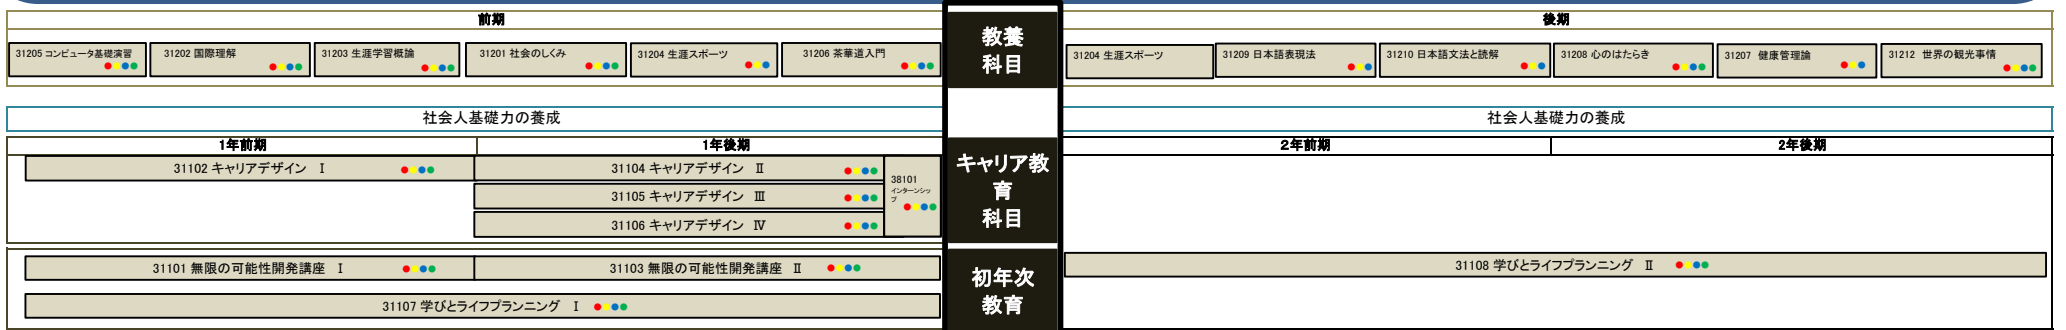 前期
教養
科目
後期
31205 コンピュータ基礎演習
31202 国際理解
31203 生涯学習概論
31201 社会のしくみ
31204 生涯スポーツ
31206 茶華道入門
31204 生涯スポーツ
31209 日本語表現法
31210 日本語文法と読解
31208 心のはたらき
31207 健康管理論
31212 世界の観光事情
社会人基礎力の養成
社会人基礎力の養成
1年前期
1年後期
キャリア教
育
科目
2年前期
2年後期
31102 キャリアデザイン Ⅰ
31104 キャリアデザイン Ⅱ
31105 キャリアデザイン Ⅲ
31106 キャリアデザイン Ⅳ
38101
インターンシッ
プ
31101 無限の可能性開発講座 Ⅰ
31103 無限の可能性開発講座 Ⅱ
初年次
教育
31108 学びとライフプランニング Ⅱ
31107 学びとライフプランニング Ⅰ